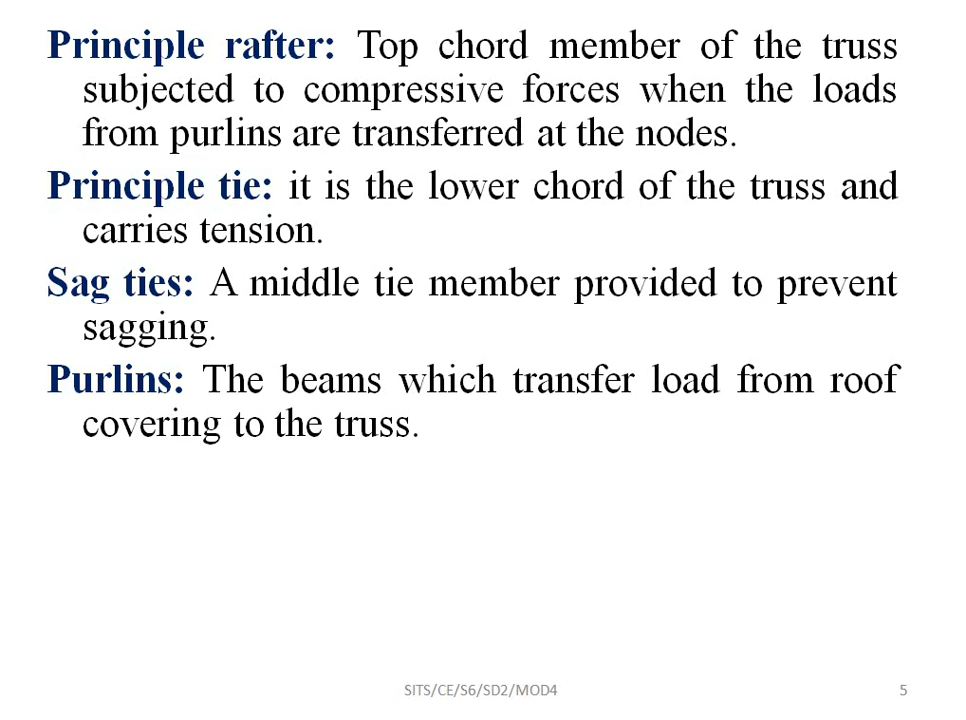 Principle rafter: Top chord member of the truss
subjected to compressive forces when the loads
from purlins are transferred at the nodes.
Principle tie: it is the lower chord of the truss and
carries tension.
Sag ties: A middle tie member provided to prevent
sagging.
Purlins: The beams which transfer load from roof
covering to the truss.
SITS/CE/S6/SD2/MOD4
5